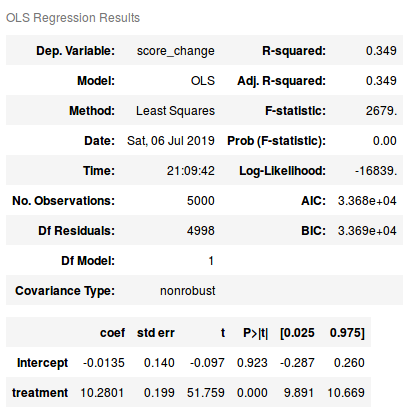 OLS Regression Results
Dep. Variable: score_change R-squared: 0.349
Model: OLS Adj. R-squared: 0.349
Method: Least Squares F-statistic: 2679.
Date: Sat, 06 Jul 2019 Prob (F-statistic): 0.00
Time: 21:09:42 Log-Likelihood: -16839.
No. Observations: 5000 AIC: 3.368e+04
Df Residuals: 4998 BIC: 3.369e+04
Df Model: 1
Covariance Type: nonrobust
coef std err t P>|t| [0.025 0.975]
Intercept -0.0135 0.140 -0.097 0.923 -0.287 0.260
treatment 10.2801 0.199 51.759 0.000 9.891 10.669